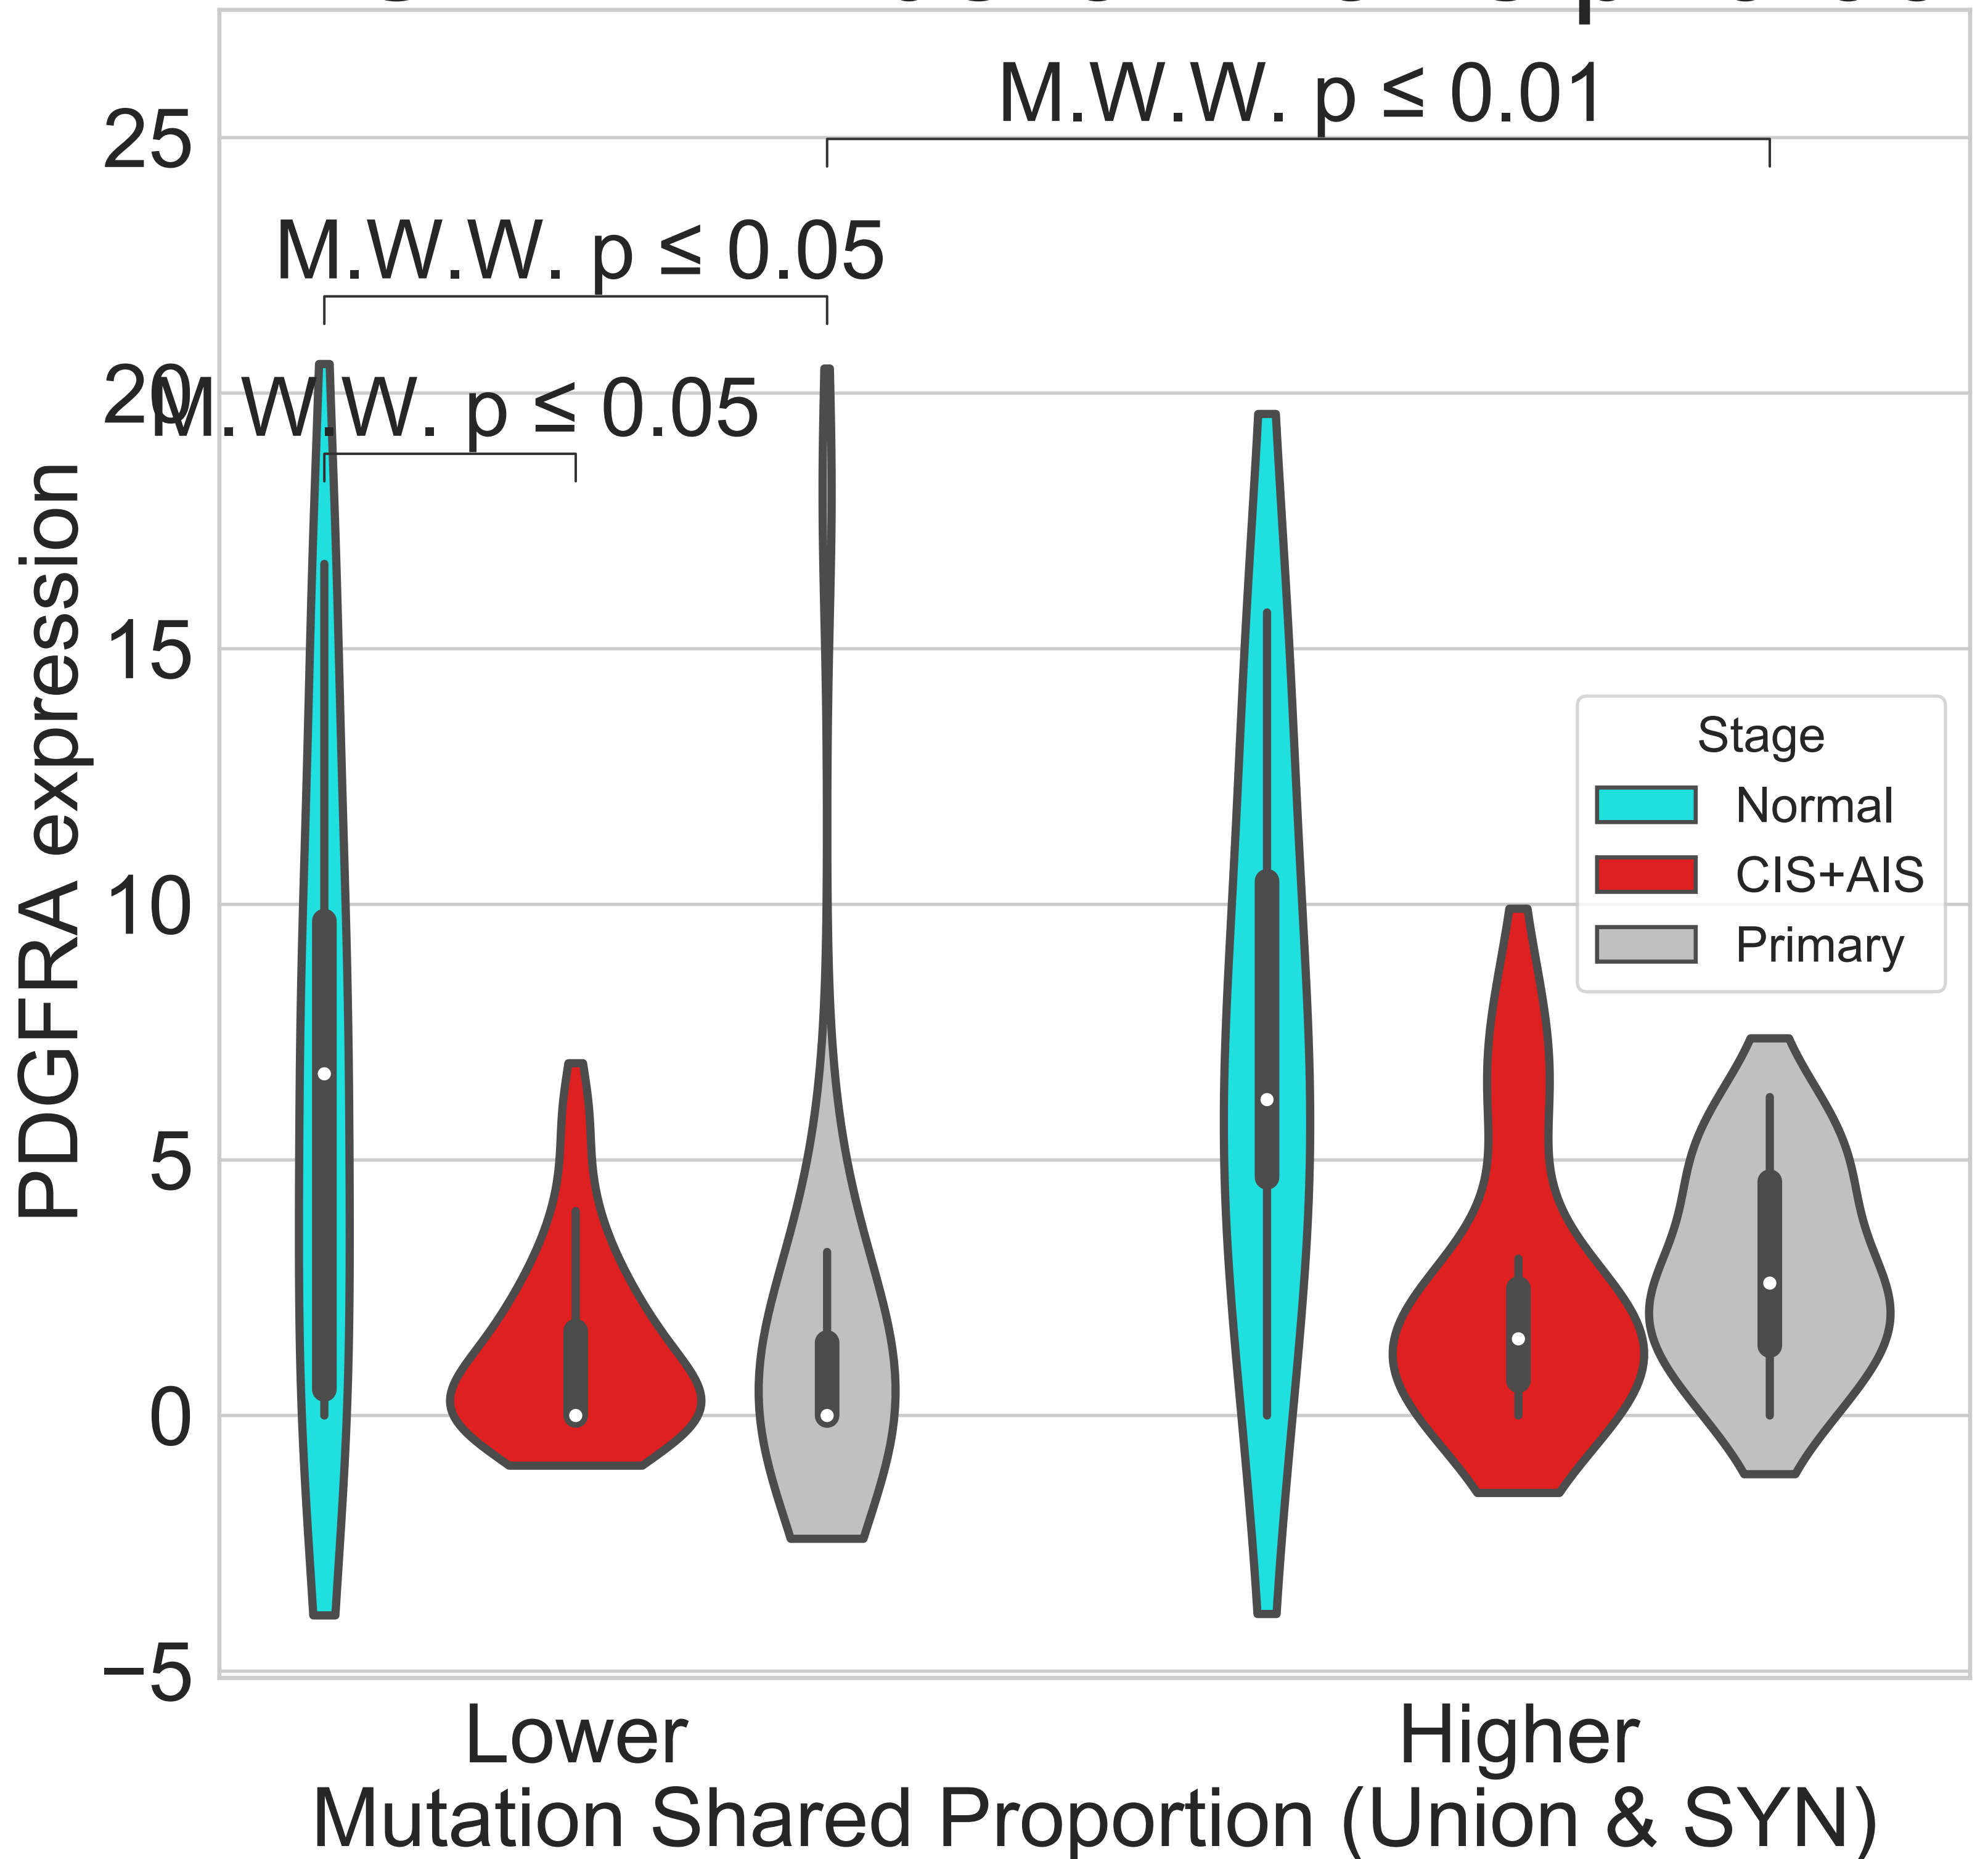 M.W.W. p ≤ 0.01
25
M.W.W. p ≤ 0.05
20
M.W.W. p ≤ 0.05
15
10
5
0
−5
PDGFRA expression
Stage
Normal
CIS+AIS
Primary
Lower
Higher
Mutation Shared Proportion (Union & SYN)